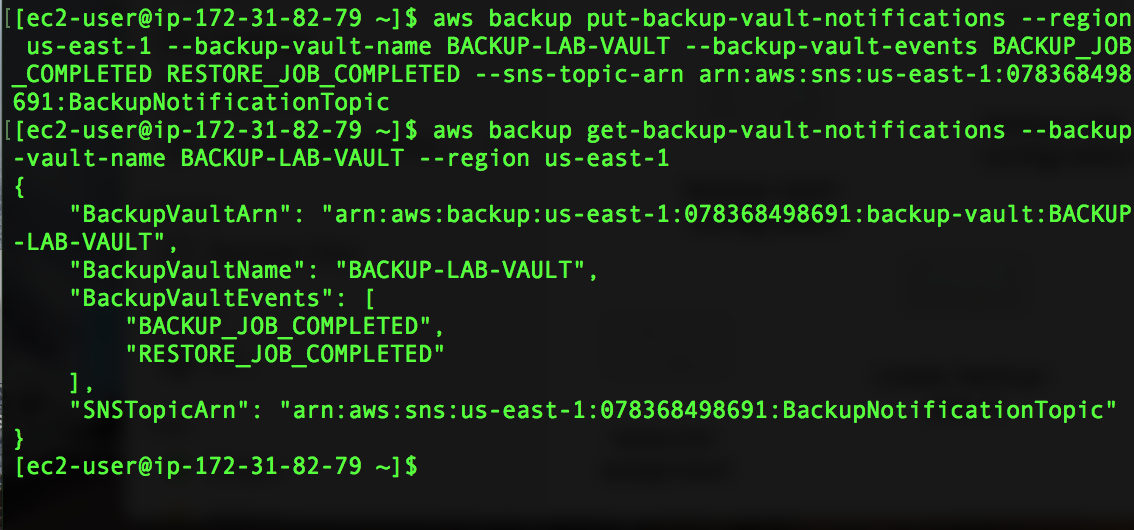 [[ec2-user@ip-172-31-82-79 ~]$ aws backup put-backup-vault-notifications --region
 us-east-1 --backup-vault-name BACKUP-LAB-VAULT --backup-vault-events BACKUP_JOB
_COMPLETED RESTORE_JOB_COMPLETED --sns-topic-arn arn:aws:sns:us-east-1:078368498
691:BackupNotificationTopic
[[ec2-user@ip-172-31-82-79 ~]$ aws backup get-backup-vault-notifications --backup
-vault-name BACKUP-LAB-VAULT --region us-east-1
{
    "BackupVaultArn": "arn:aws:backup:us-east-1:078368498691:backup-vault:BACKUP
-LAB-VAULT",
    "BackupVaultName": "BACKUP-LAB-VAULT",
    "BackupVaultEvents": [
        "BACKUP_JOB_COMPLETED",
        "RESTORE_JOB_COMPLETED"
    ],
    "SNSTopicArn": "arn:aws:sns:us-east-1:078368498691:BackupNotificationTopic"
}
[ec2-user@ip-172-31-82-79 ~]$